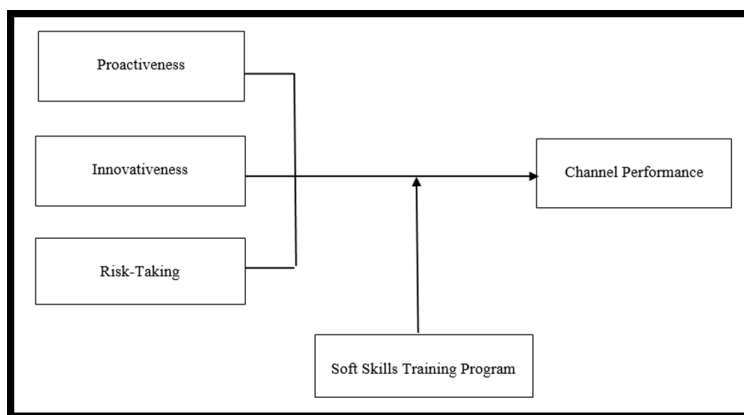 Proactiveness
Innovativeness
Channel Performance
Risk-Taking
Soft Skills Training Program